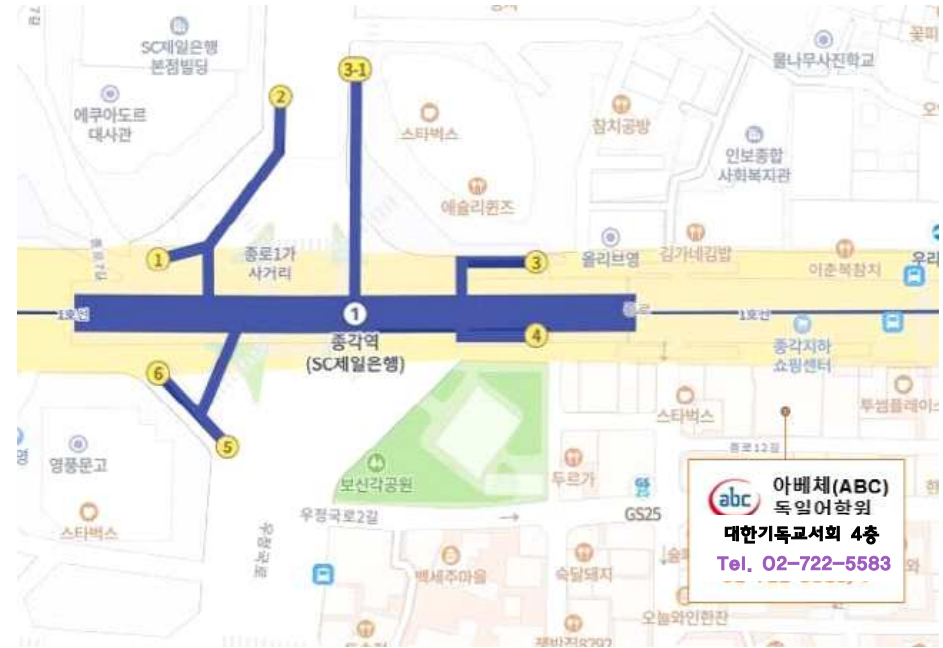 SC제일은행
본점빌딩
3-1
2
물나무사진학교
에쿠아도르
대사관
스타벅스
참치공방
인보종합
사회복지관
애슐리퀸즈
1
종로1가
사거리
3
올리브영
김가네김밥
이춘복참치
우리
1호선
1
종로
1호선
4
종각역
(SC제일은행)
종각지하
쇼핑센터
6
5
스타벅스
투썸플레이스
영풍문고
보신각공원
두르가
종로12길
GS25
GS25
스타벅스
우정국로2길
우정국로
백세주마을
숙달돼지
오늘와인한잔
abc
아베체(ABC)
독일어학원
대한기독교서회 4층
Tel. 02-722-5583